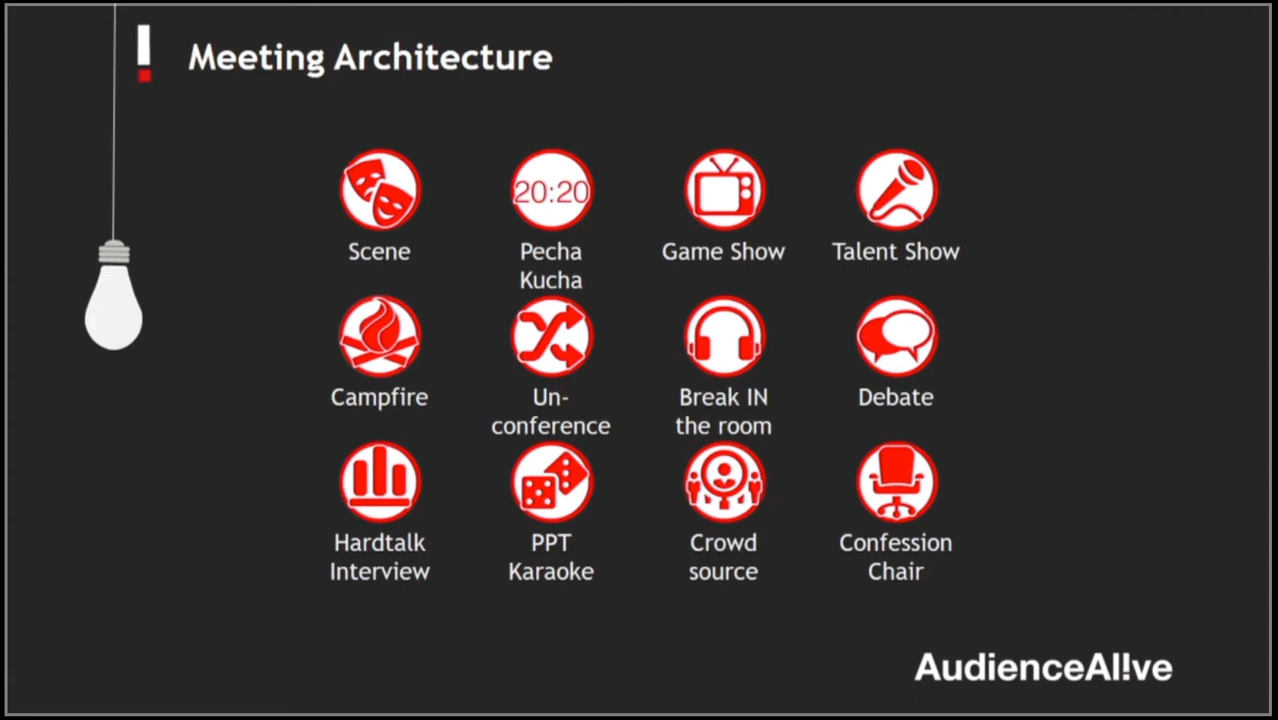 Meeting Architecture
20:20
Scene
Pecha
Kucha
Game Show
Talent Show
Campfire
Un-
conference
Break IN
the room
Debate
Hardtalk
Interview
PPT
Karaoke
Crowd
source
Confession
Chair
AudienceAl!ve